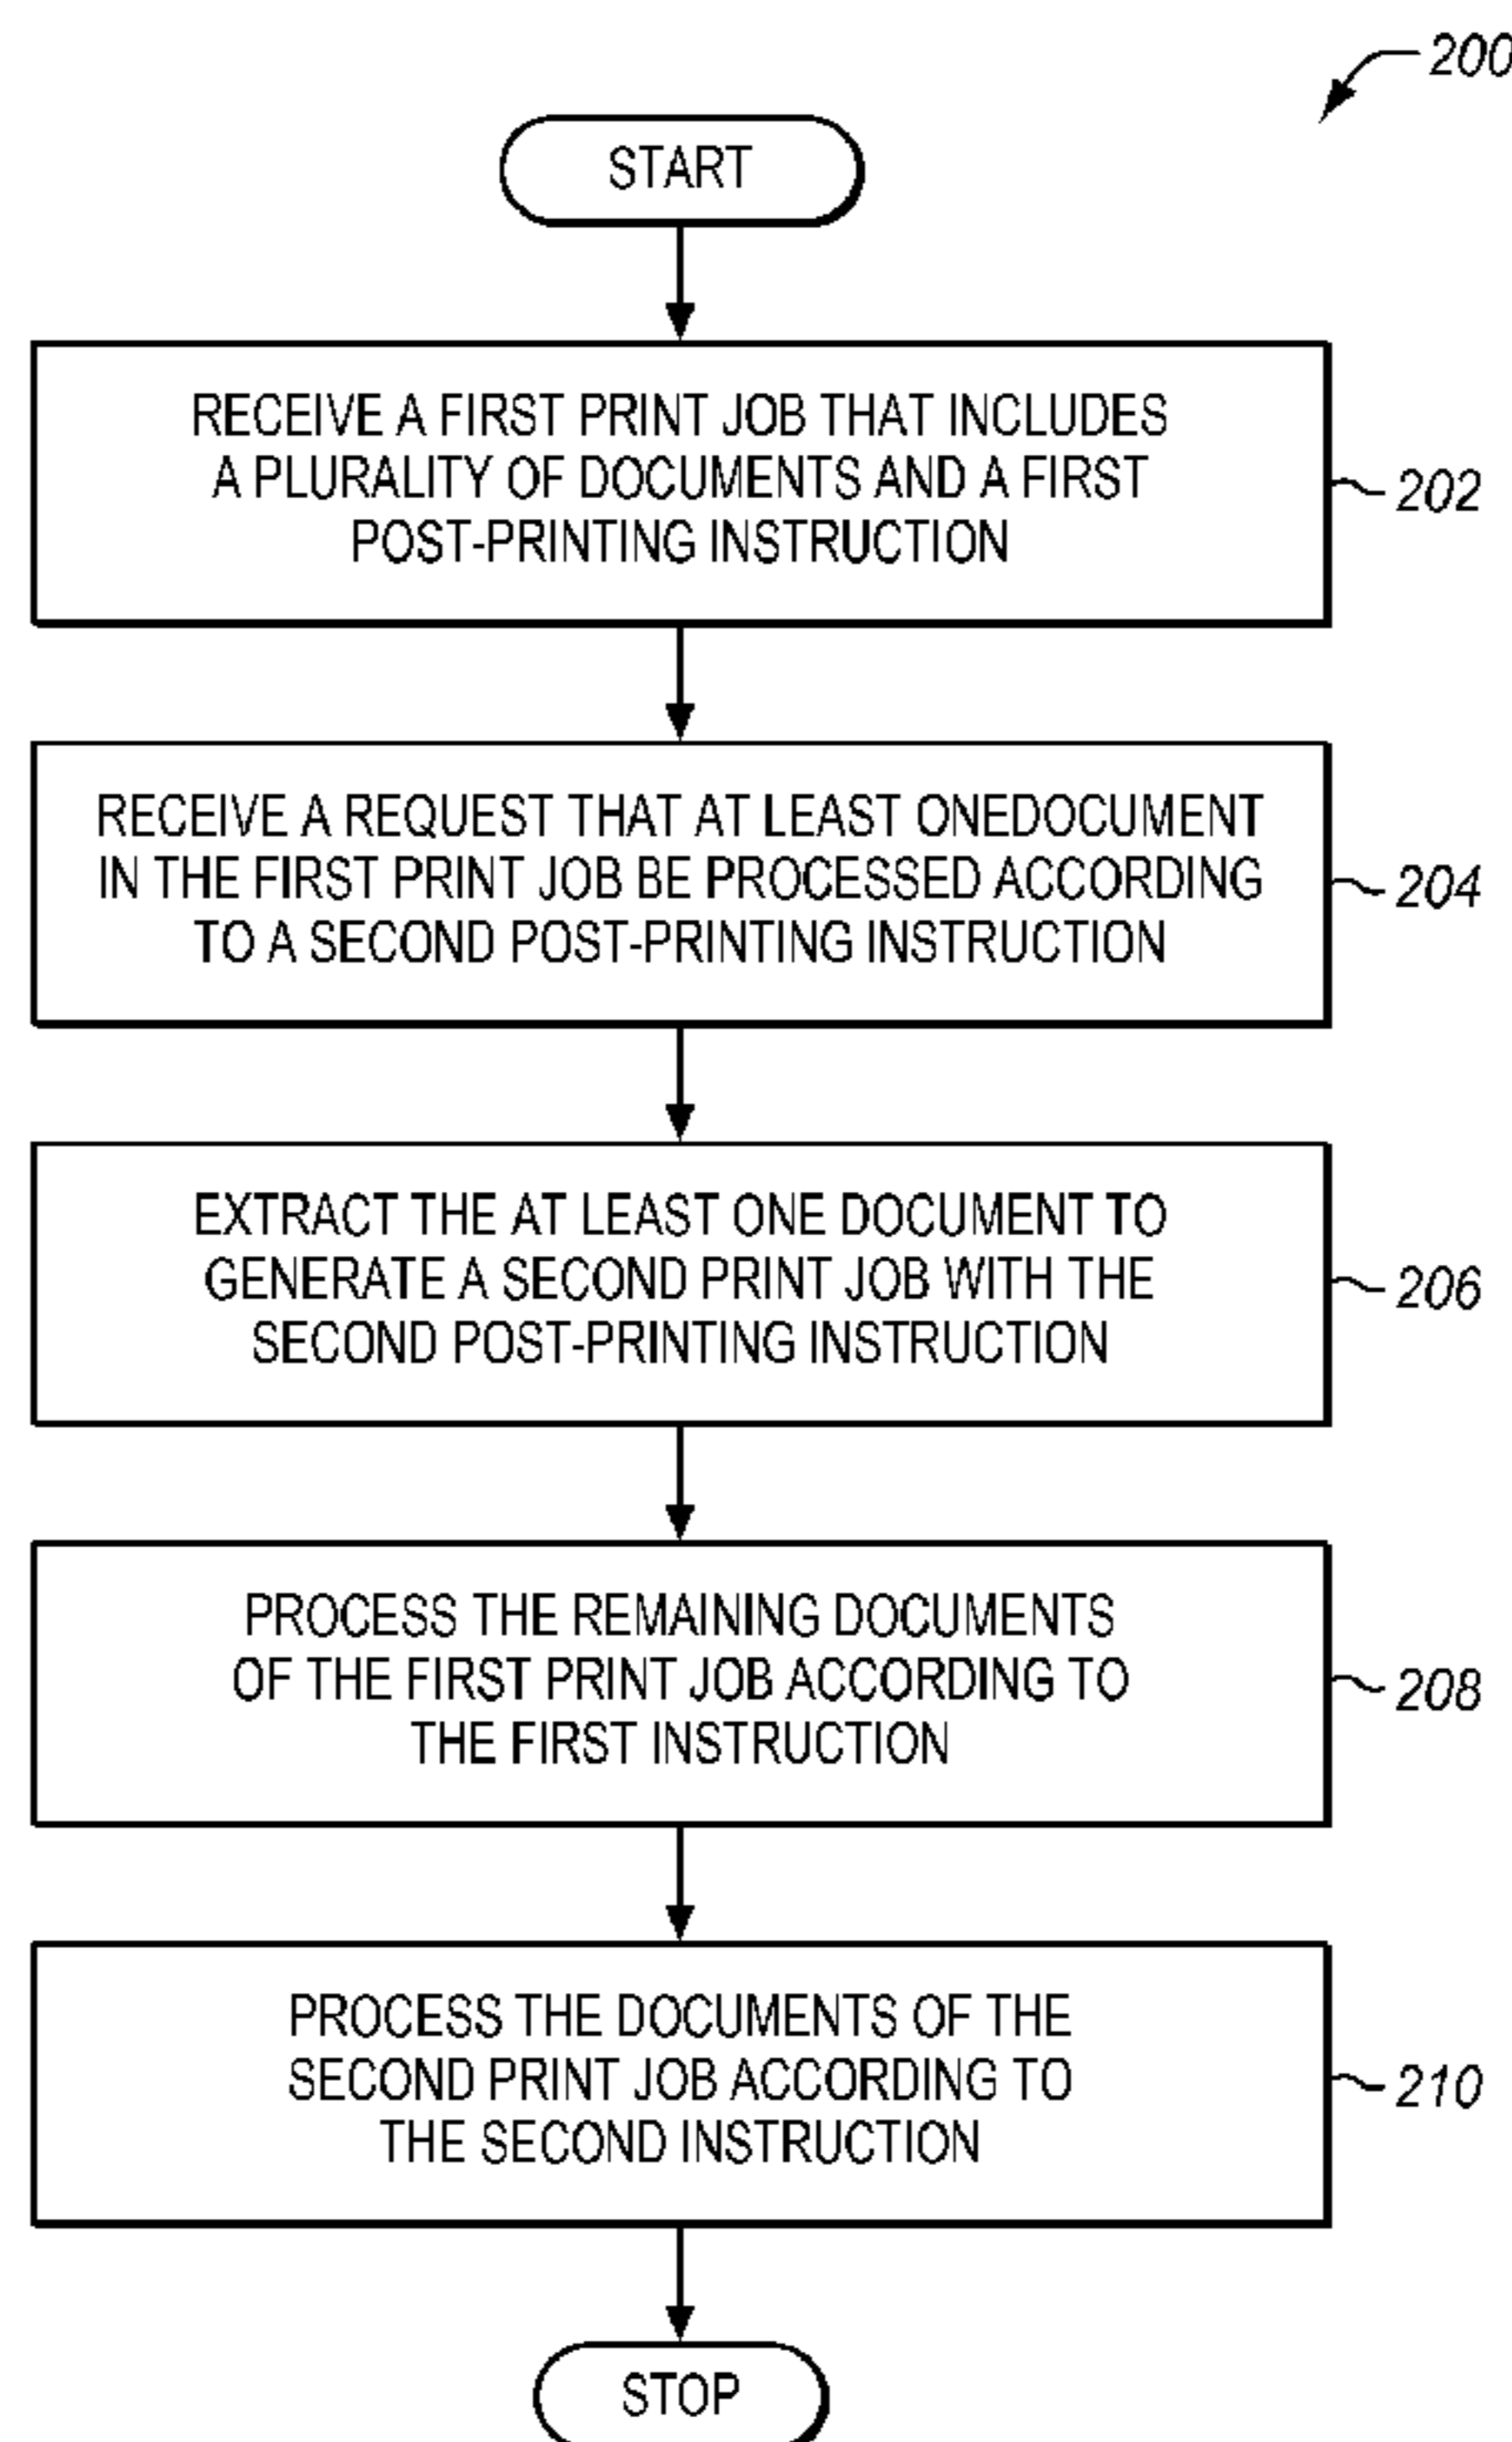 200
START
RECEIVE A FIRST PRINT JOB THAT INCLUDES
A PLURALITY OF DOCUMENTS AND A FIRST
POST-PRINTING INSTRUCTION
202
RECEIVE A REQUEST THAT AT LEAST ONEDOCUMENT
IN THE FIRST PRINT JOB BE PROCESSED ACCORDING
TO A SECOND POST-PRINTING INSTRUCTION
204
EXTRACT THE AT LEAST ONE DOCUMENT TO
GENERATE A SECOND PRINT JOB WITH THE
SECOND POST-PRINTING INSTRUCTION
206
PROCESS THE REMAINING DOCUMENTS
OF THE FIRST PRINT JOB ACCORDING TO
THE FIRST INSTRUCTION
208
PROCESS THE DOCUMENTS OF THE
SECOND PRINT JOB ACCORDING TO
THE SECOND INSTRUCTION
210
STOP